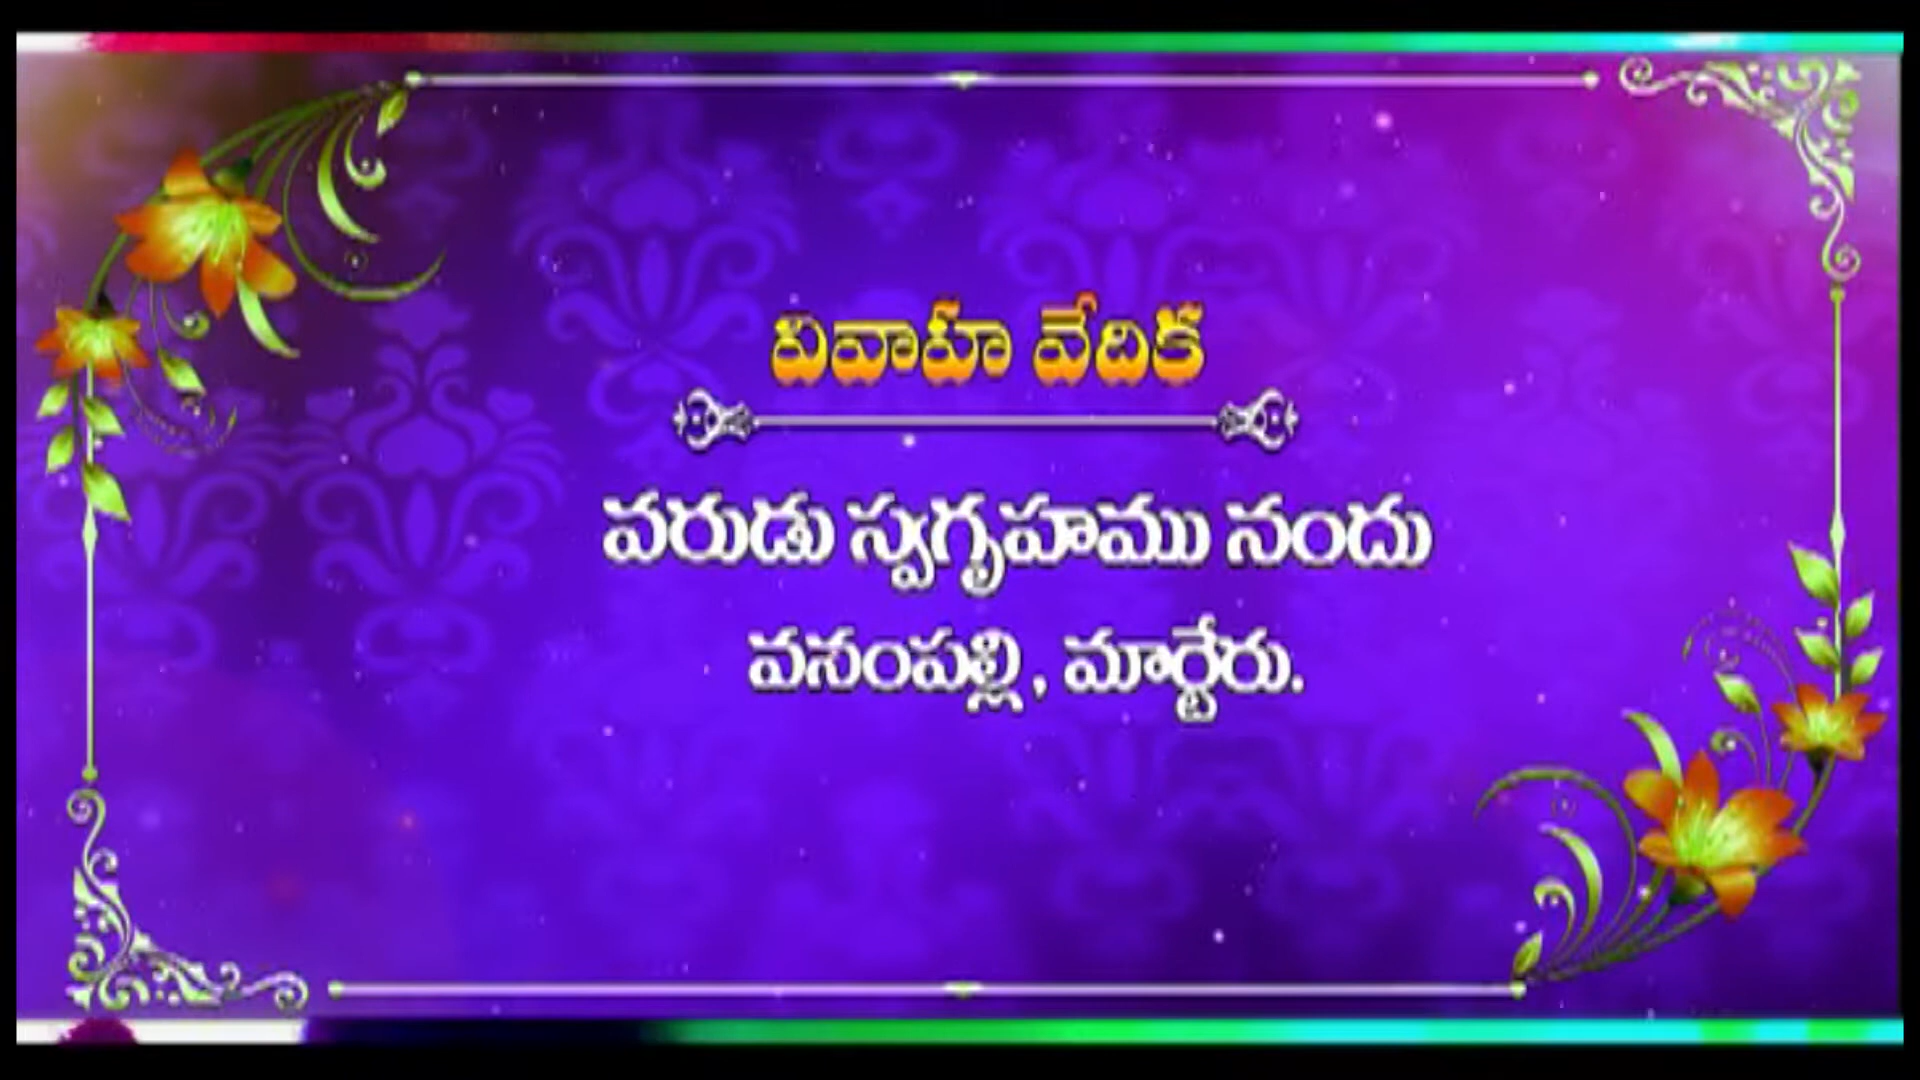 వివాహ వేదిక
వరుడు స్వగృహము నందు
వసంపల్లి, మార్టేరు.